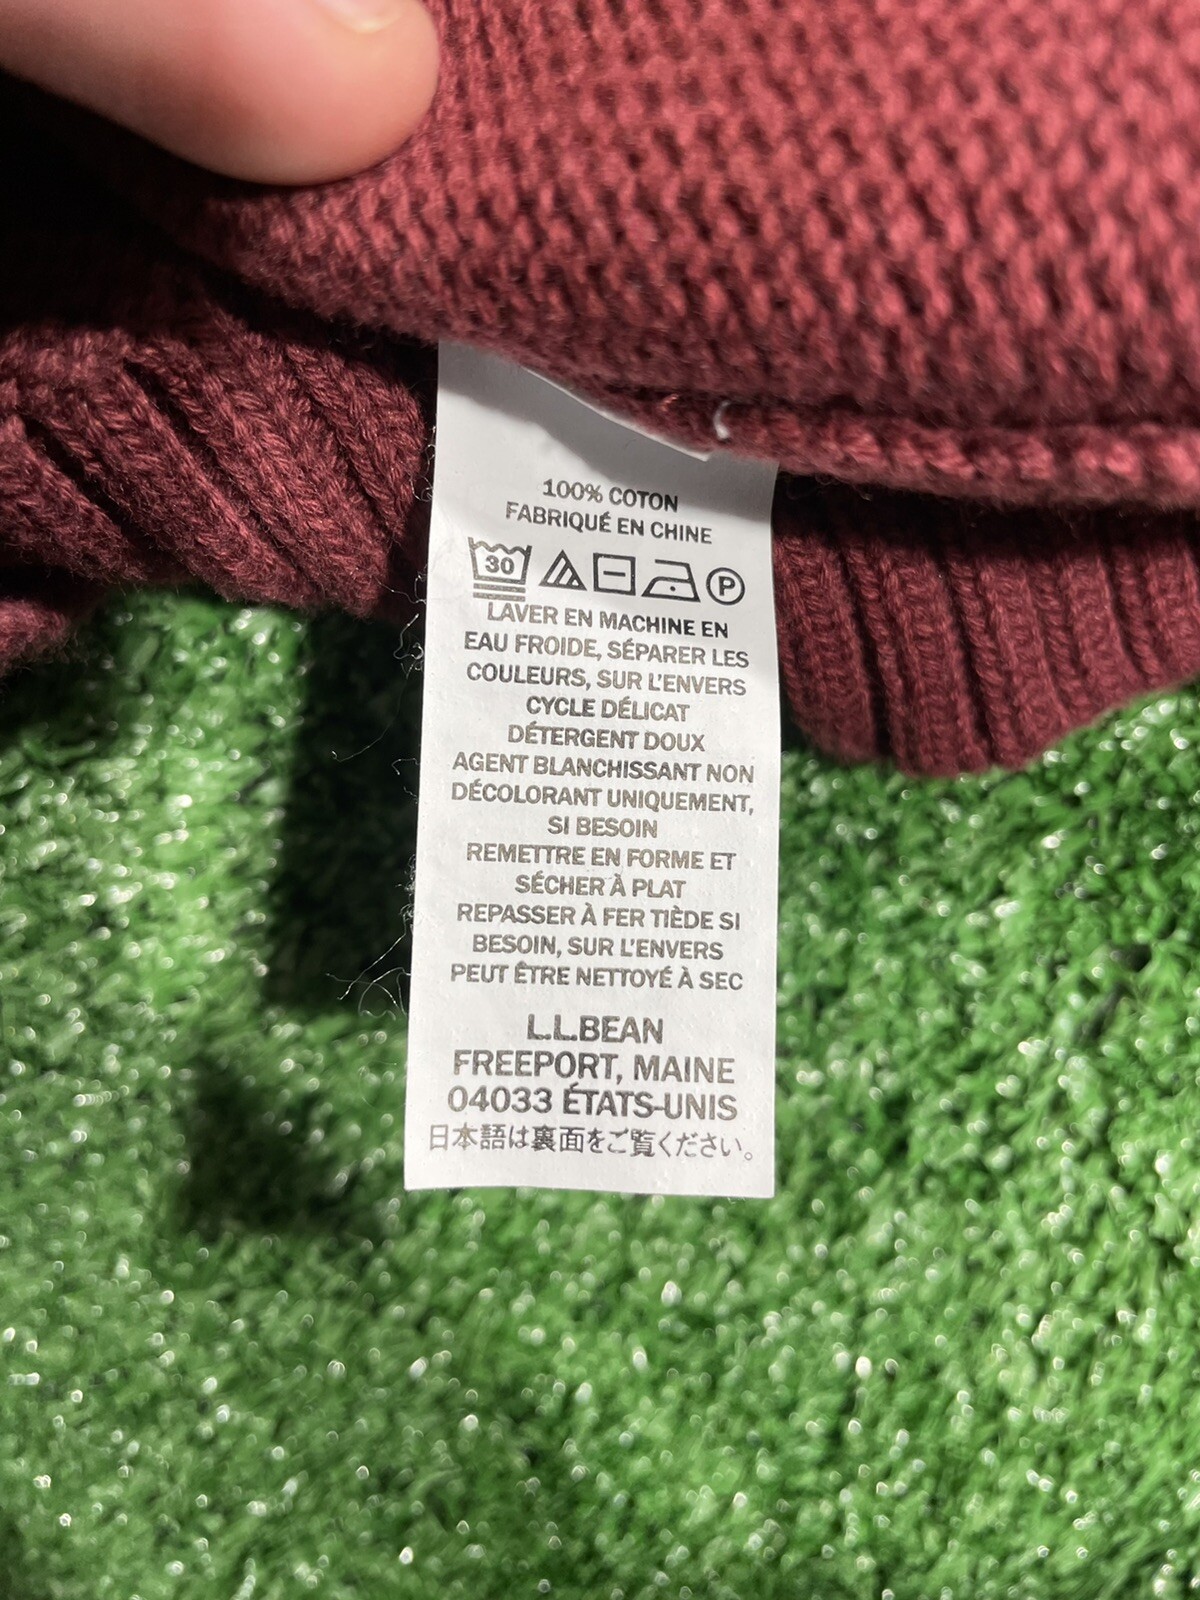 100% COTON
FABRIQUÉ EN CHINE
30 P
LAVER EN MACHINE EN
EAU FROIDE, SÉPARER LES
COULEURS, SUR L'ENVERS
CYCLE DÉLICAT
DÉTERGENT DOUX
AGENT BLANCHISSANT NON
DÉCOLORANT UNIQUEMENT,
SI BESOIN
REMETTRE EN FORME ET
SÉCHER À PLAT
REPASSER À FER TIÈDE SI
BESOIN, SUR L'ENVERS
PEUT ÊTRE NETTOYÉ À SEC
L.L.BEAN
FREEPORT, MAINE
04033 ÉTATS-UNIS
日本語は裏面をご覧ください。